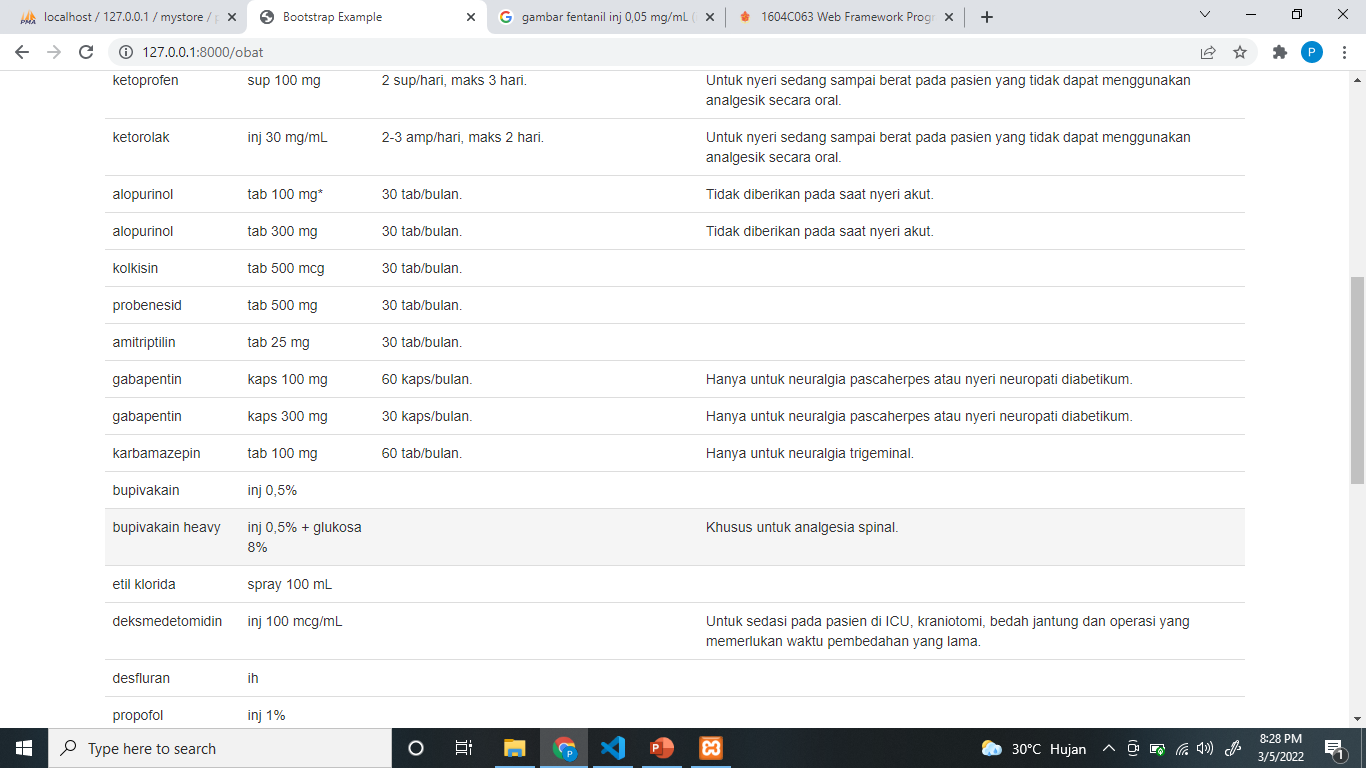 localhost / 127.0.0.1 / mystore /
Bootstrap Example
gambar fentanil inj 0,05 mg/mL
1604C063 Web Framework Progr
127.0.0.1:8000/obat
P
ketoprofen sup 100 mg 2 sup/hari, maks 3 hari. Untuk nyeri sedang sampai berat pada pasien yang tidak dapat menggunakan
analgesik secara oral.
ketorolak inj 30 mg/mL 2-3 amp/hari, maks 2 hari. Untuk nyeri sedang sampai berat pada pasien yang tidak dapat menggunakan
analgesik secara oral.
alopurinol tab 100 mg* 30 tab/bulan. Tidak diberikan pada saat nyeri akut.
alopurinol tab 300 mg 30 tab/bulan. Tidak diberikan pada saat nyeri akut.
kolkisin tab 500 mcg 30 tab/bulan.
probenesid tab 500 mg 30 tab/bulan.
amitriptilin tab 25 mg 30 tab/bulan.
gabapentin kaps 100 mg 60 kaps/bulan. Hanya untuk neuralgia pascaherpes atau nyeri neuropati diabetikum.
gabapentin kaps 300 mg 30 kaps/bulan. Hanya untuk neuralgia pascaherpes atau nyeri neuropati diabetikum.
karbamazepin tab 100 mg 60 tab/bulan. Hanya untuk neuralgia trigeminal.
bupivakain inj 0,5%
bupivakain heavy inj 0,5% + glukosa Khusus untuk analgesia spinal.
8%
etil klorida spray 100 mL
deksmedetomidin inj 100 mcg/mL Untuk sedasi pada pasien di ICU, kraniotomi, bedah jantung dan operasi yang
memerlukan waktu pembedahan yang lama.
desfluran ih
propofol inj 1%
Type here to search
30°C Hujan
8:28 PM
3/5/2022
1